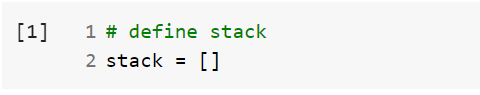 [1] 1 # define stack
2 stack = []